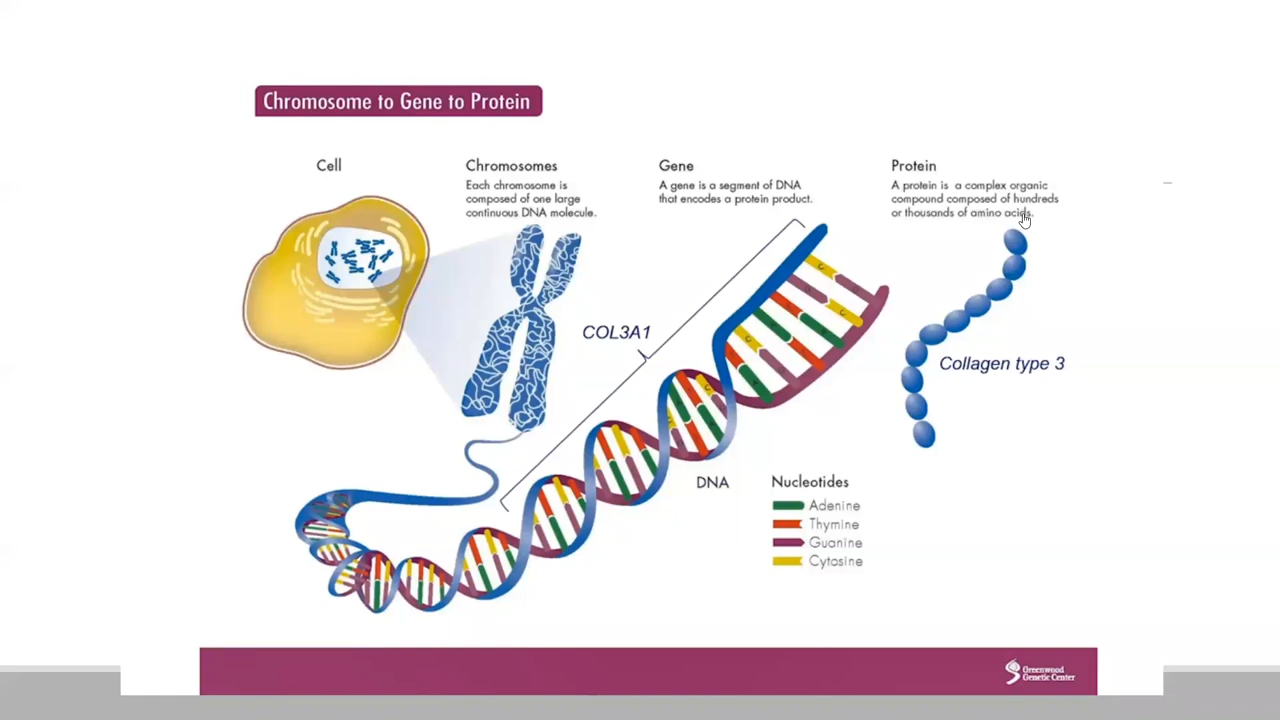 Chromosome to Gene to Protein
Cell
Chromosomes
Each chromosome is
composed of one large
continuous DNA molecule.
Gene
A gene is a segment of DNA
that encodes a protein product.
Protein
A protein is a complex organic
compound composed of hundreds
or thousands of amino acids.
COL3A1
Collagen type 3
DNA
Nucleotides
Adenine
Thymine
Guanine
Cytosine
Greenwood
Genetic Center